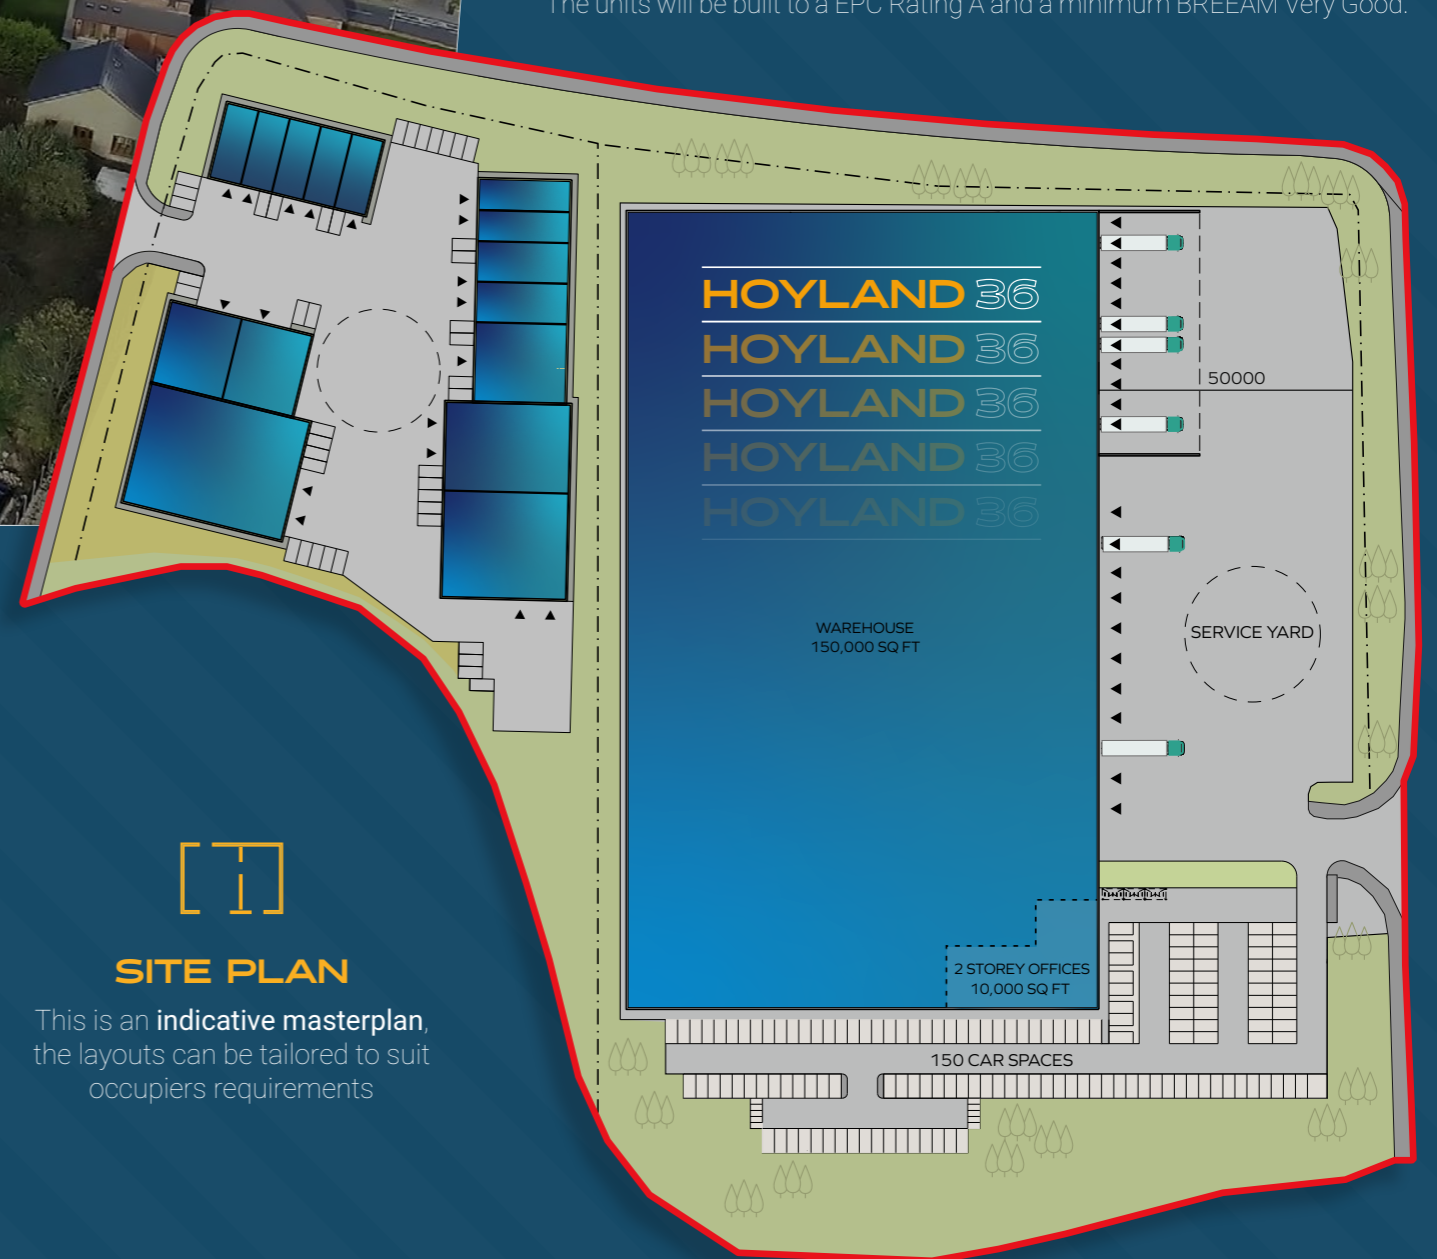 The units will be built to a EPC Rating A and a minimum BREEAM Very Good.
HOYLAND 36
HOYLAND 36
HOYLAND 36
HOYLAND 36
HOYLAND 36
50000
WAREHOUSE
150,000 SQ FT
SERVICE YARD
2 STOREY OFFICES
10,000 SQ FT
150 CAR SPACES
SITE PLAN
This is an indicative masterplan,
the layouts can be tailored to suit
occupiers requirements